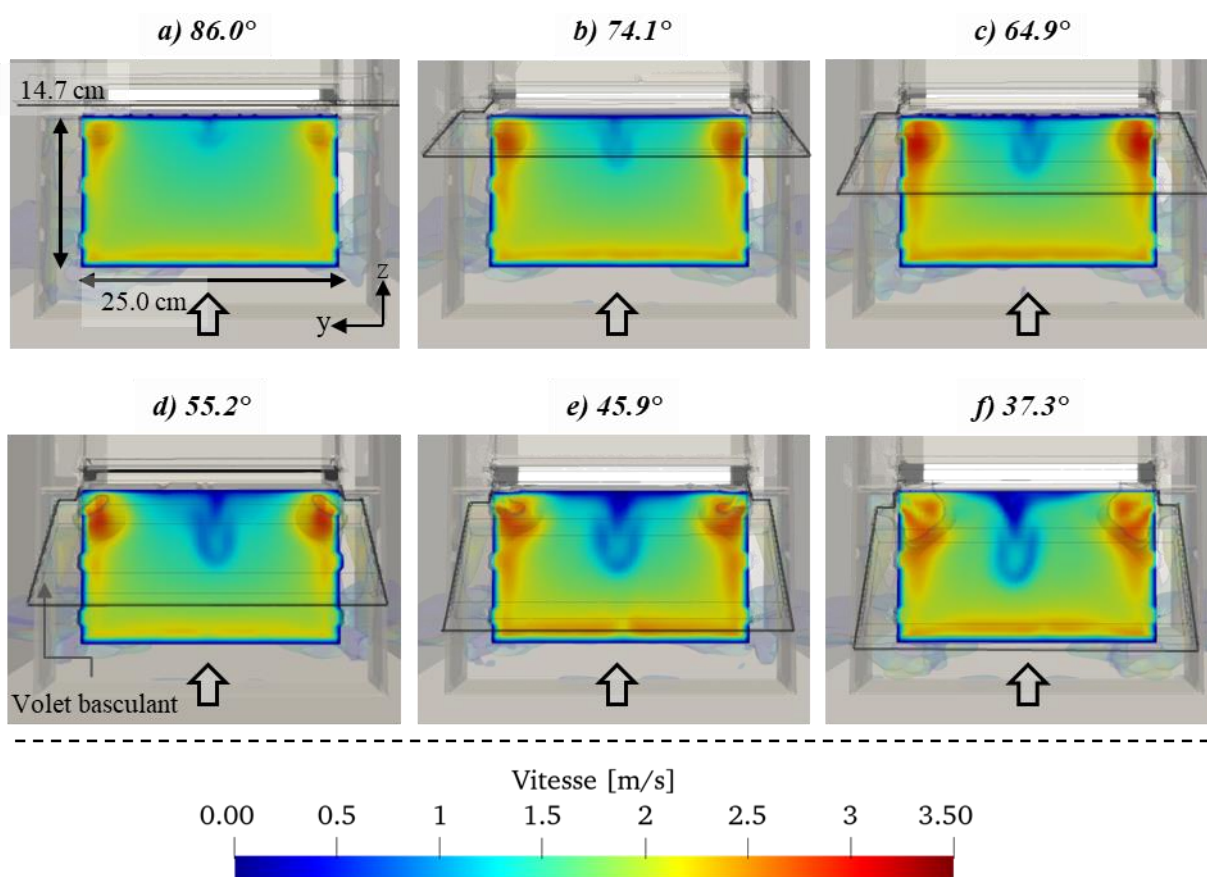 a) 86.0°
b) 74.1°
c) 64.9°
14.7 cm
25.0 cm
z
y
d) 55.2°
e) 45.9°
f) 37.3°
Volet basculant
Vitesse [m/s]
0.00 0.5 1 1.5 2 2.5 3 3.50